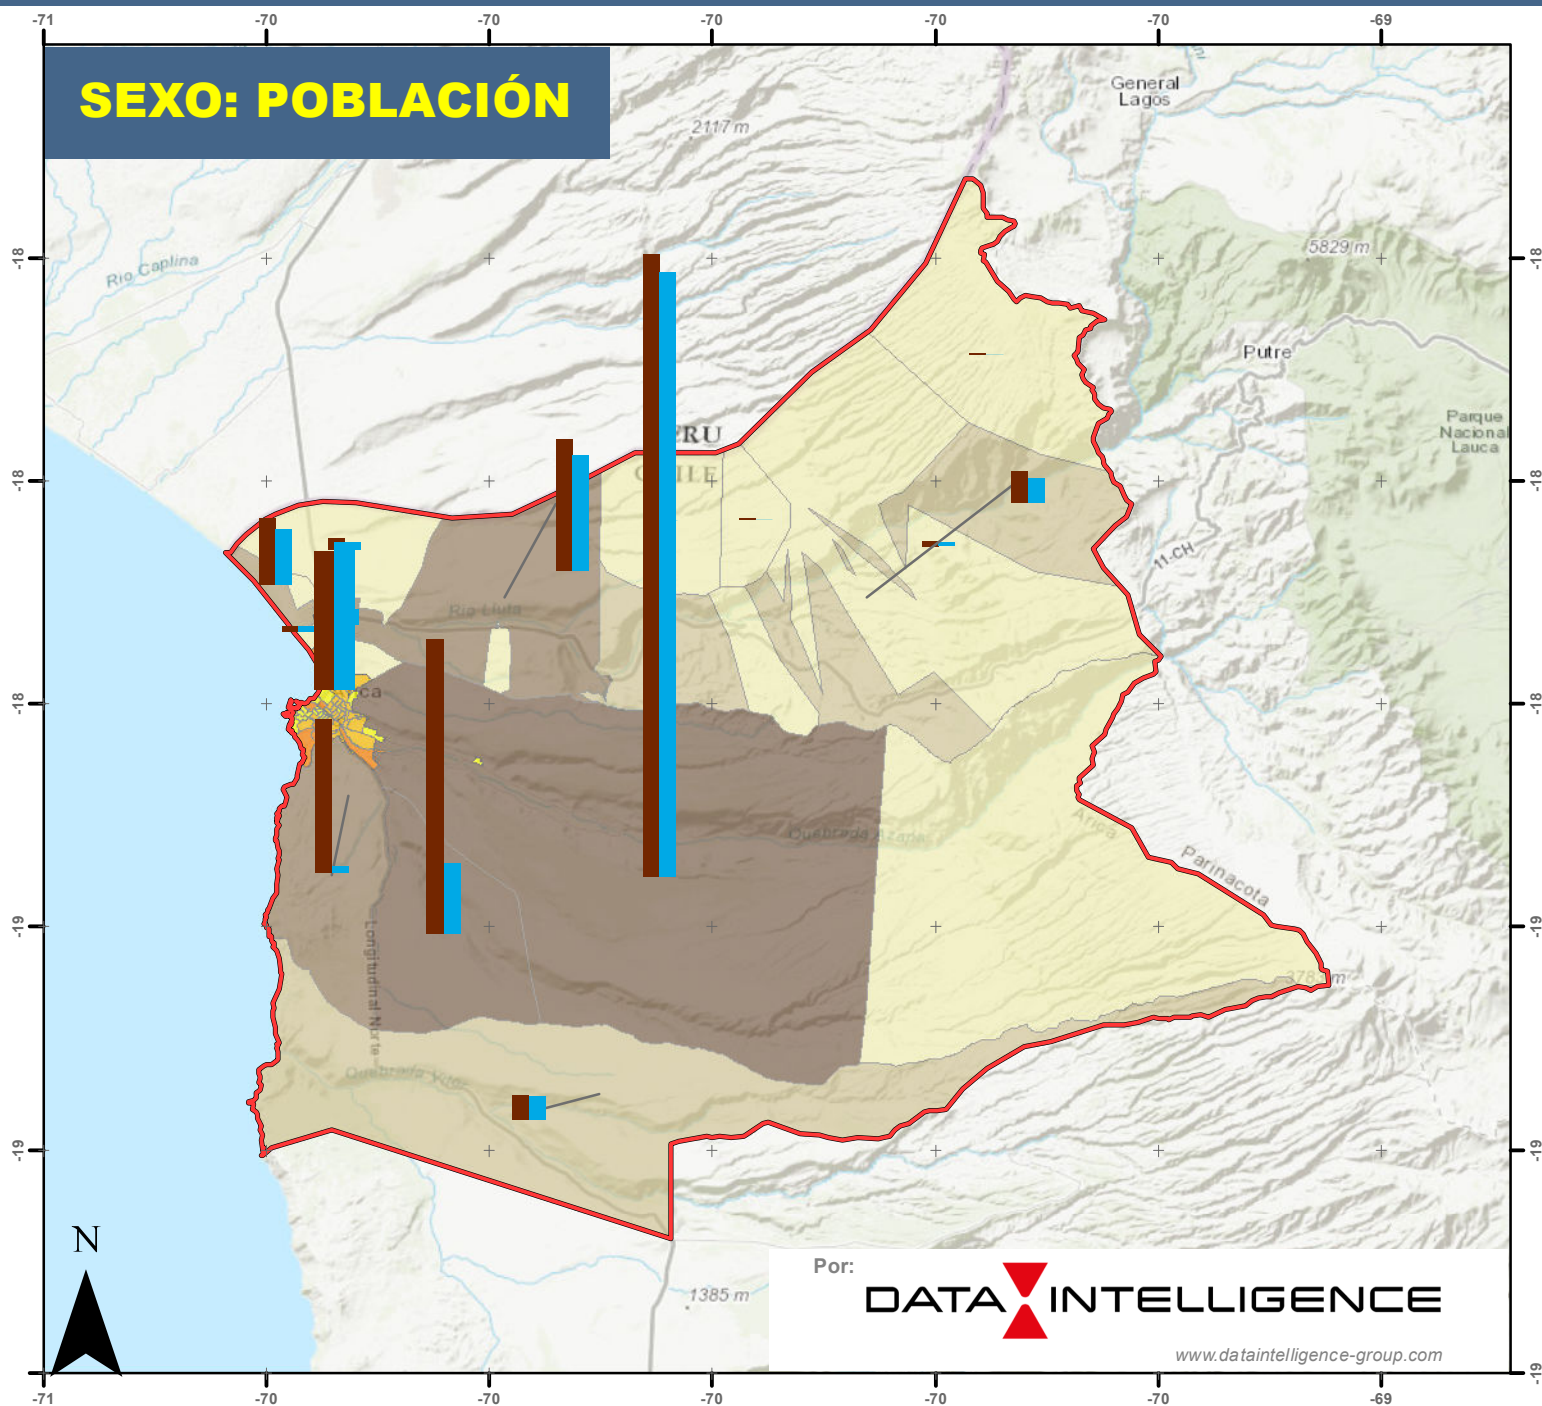 -71 -70 -70 -70 -70 -70 -69
SEXO: POBLACIÓN
General
Lagos
2117 m
5829 m
Rio Caplina
-18 -18
Putre
Parque
Nacional
Lauca
CHILE
-18 -18
11-CH
Rio Lluta
-18 -18
Quebrada Azapa
Arica
Parinacota
Longitudinal Norte
-19 -19
Quebrada Vitor
-19 -19
N
Por:
DATA INTELLIGENCE
1385 m
www.dataintelligence-group.com
-19
-71 -70 -70 -70 -70 -70 -69